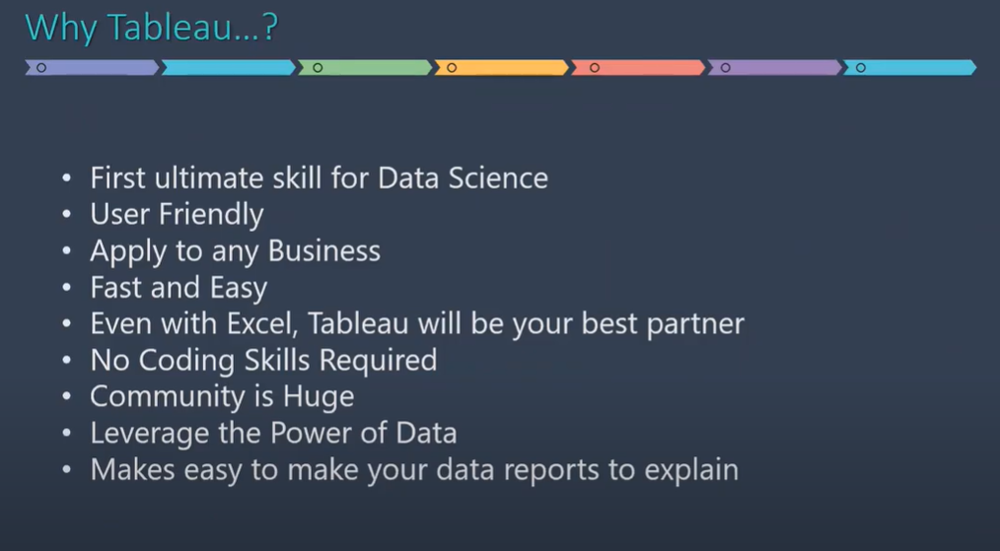 Why Tableau...?
• First ultimate skill for Data Science
• User Friendly
• Apply to any Business
• Fast and Easy
• Even with Excel, Tableau will be your best partner
• No Coding Skills Required
• Community is Huge
• Leverage the Power of Data
• Makes easy to make your data reports to explain